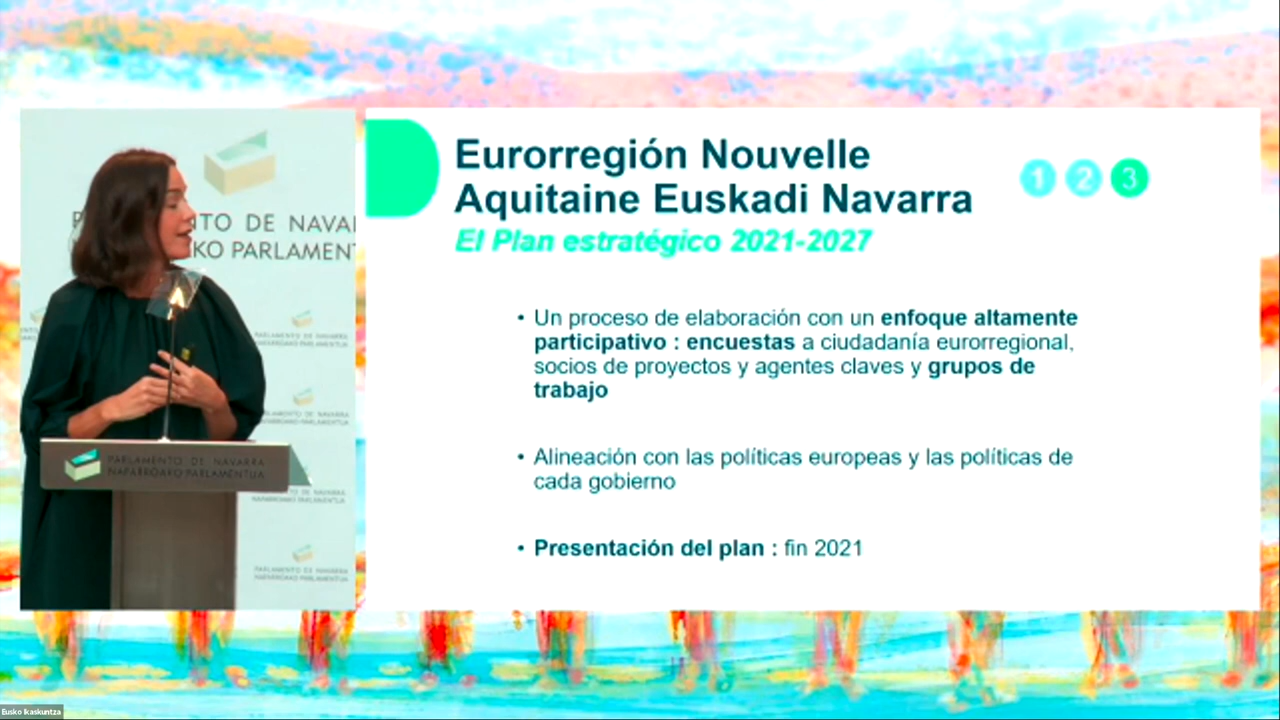 PARLAMENTO DE NAVARRA
NAFARROAKO PARLAMENTUA
Eurorregión Nouvelle
Aquitaine Euskadi Navarra
1 2 3
El Plan estratégico 2021-2027
• Un proceso de elaboración con un enfoque altamente
participativo : encuestas a ciudadanía eurorregional,
socios de proyectos y agentes claves y grupos de
trabajo
• Alineación con las políticas europeas y las políticas de
cada gobierno
• Presentación del plan : fin 2021
Eusko Ikaskuntza